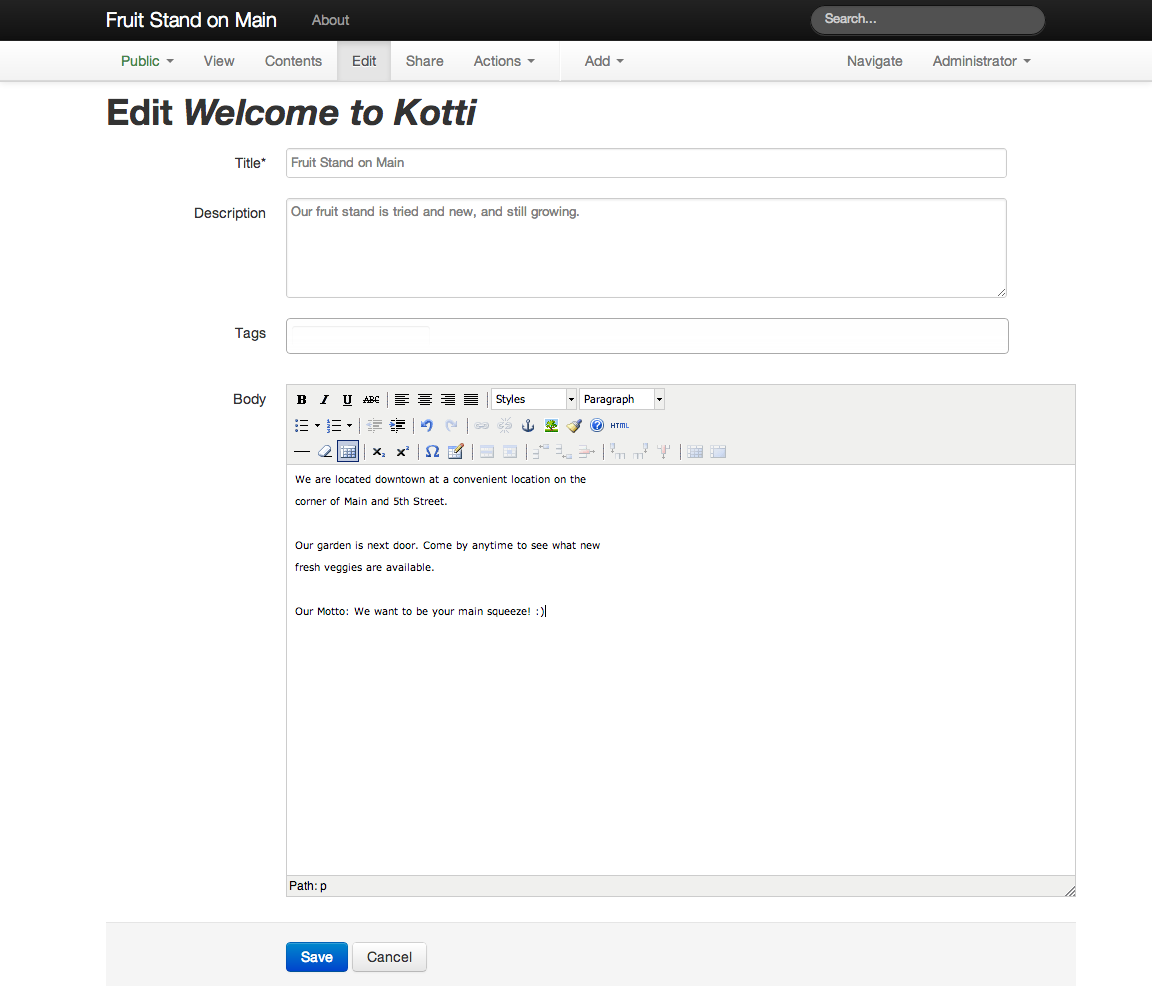 Fruit Stand on Main About Search...
Public View Contents Edit Share Actions Add Navigate Administrator
Edit Welcome to Kotti
Title* Fruit Stand on Main
Description Our fruit stand is tried and new, and still growing.
Tags
Body
B I U ABC Styles Paragraph
HTML
We are located downtown at a convenient location on the
corner of Main and 5th Street.
Our garden is next door. Come by anytime to see what new
fresh veggies are available.
Our Motto: We want to be your main squeeze! :)
Path: p
Save Cancel